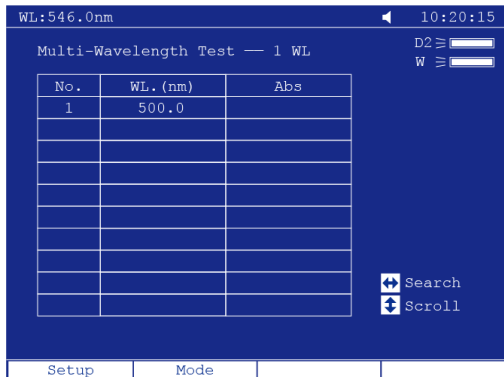 WL:546.0nm 10:20:15
Multi-Wavelength Test — 1 WL
D2
W
No. WL.(nm) Abs
1 500.0
Search
Scroll
Setup Mode